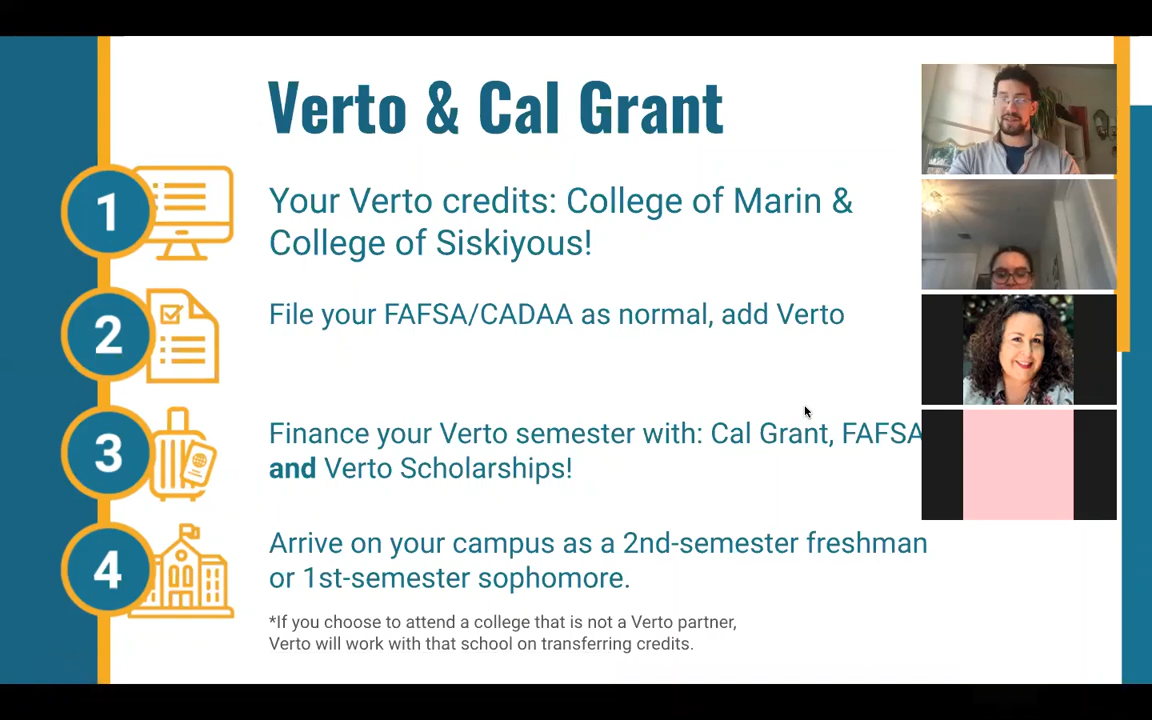 Verto & Cal Grant
1
Your Verto credits: College of Marin &
College of Siskiyous!
2
File your FAFSA/CADAA as normal, add Verto
3
Finance your Verto semester with: Cal Grant, FAFSA
and Verto Scholarships!
4
Arrive on your campus as a 2nd-semester freshman
or 1st-semester sophomore.
*If you choose to attend a college that is not a Verto partner,
Verto will work with that school on transferring credits.